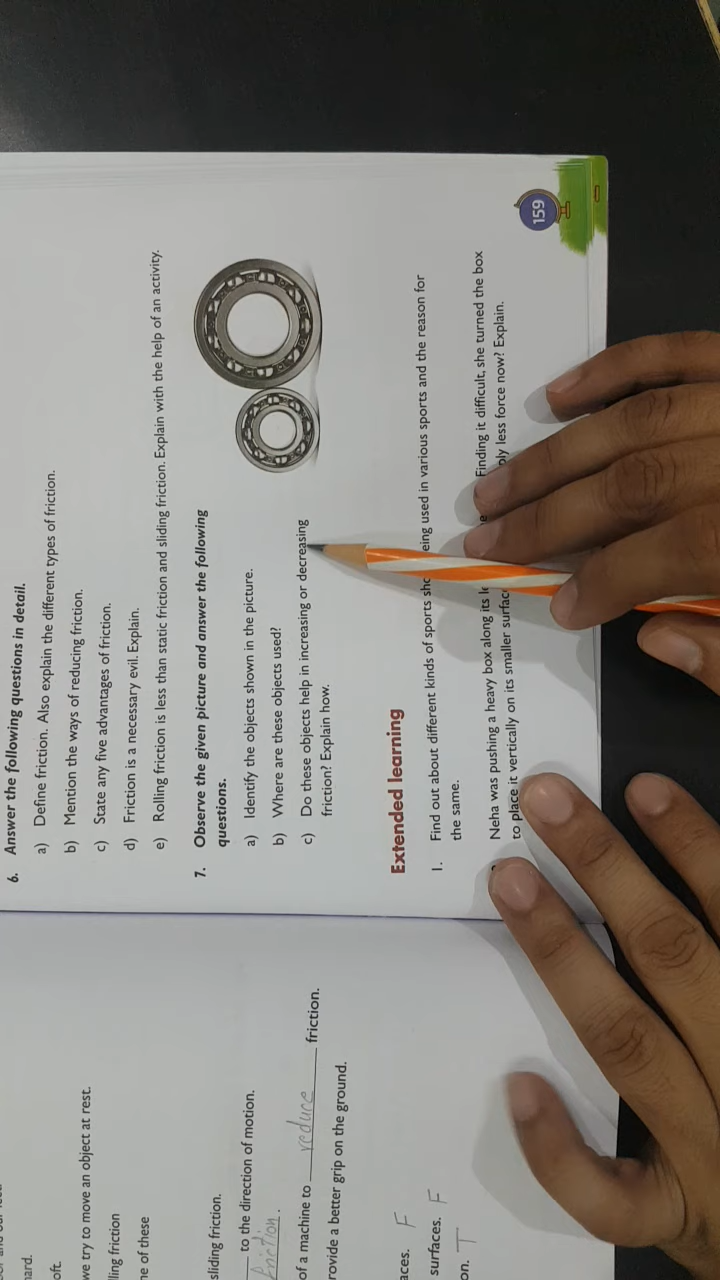 hard.
oft.
we try to move an object at rest.
lling friction
ne of these
sliding friction.
to the direction of motion.
friction.
of a machine to reduce friction.
rovide a better grip on the ground.
aces. F
surfaces. F
on. T
6. Answer the following questions in detail.
a) Define friction. Also explain the different types of friction.
b) Mention the ways of reducing friction.
c) State any five advantages of friction.
d) Friction is a necessary evil. Explain.
e) Rolling friction is less than static friction and sliding friction. Explain with the help of an activity.
7. Observe the given picture and answer the following
questions.
a) Identify the objects shown in the picture.
b) Where are these objects used?
c) Do these objects help in increasing or decreasing
friction? Explain how.
Extended learning
1. Find out about different kinds of sports sho eing used in various sports and the reason for
the same.
Neha was pushing a heavy box along its le Finding it difficult, she turned the box
to place it vertically on its smaller surfac ply less force now? Explain.
159